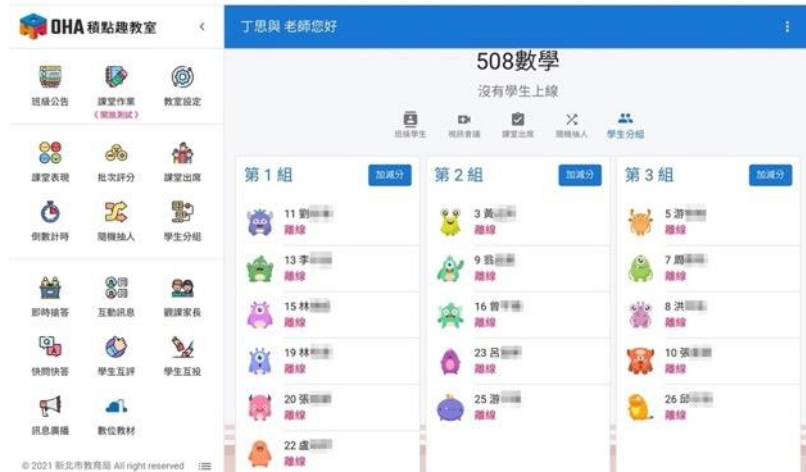 OHA 積點趣教室
丁思與 老師您好
班級公告
課堂作業
《開放測試》
教室設定
課堂表現
批次評分
課堂出席
倒數計時
隨機抽人
學生分組
即時搶答
互動訊息
觀課家長
快問快答
學生互評
學生互投
訊息廣播
數位教材
© 2021 新北市教育局 All right reserved
508數學
沒有學生上線
班級學生
視訊會議
課堂出席
隨機抽人
學生分組
第 1 組
加減分
11 劉
離線
13 李
離線
15 林
離線
19 林
離線
20 張
離線
22 盧
離線
第 2 組
加減分
3 黃
離線
9 翁
離線
16 曾
離線
23 呂
離線
25 游
離線
第 3 組
加減分
5 游
離線
7 周
離線
8 洪
離線
10 張
離線
26 邱
離線